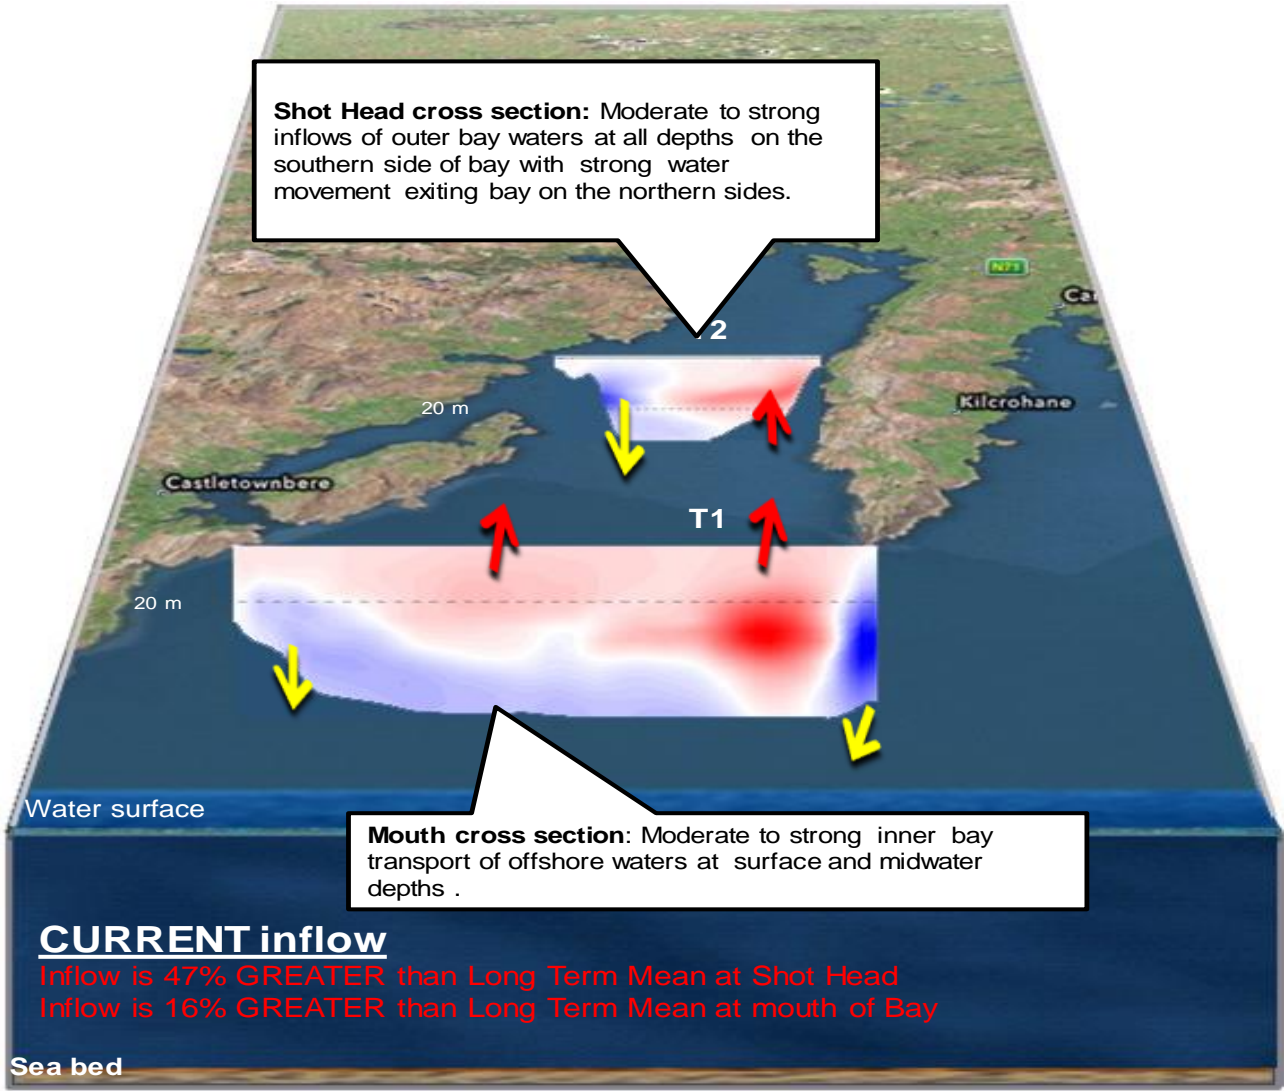 Shot Head cross section: Moderate to strong
inflows of outer bay waters at all depths on the
southern side of bay with strong water
movement exiting bay on the northern sides.
N71
Ca
2
20 m
Kilcrohane
Castletownbere
T1
20 m
Water surface
Mouth cross section: Moderate to strong inner bay
transport of offshore waters at surface and midwater
depths .
CURRENT inflow
Inflow is 47% GREATER than Long Term Mean at Shot Head
Inflow is 16% GREATER than Long Term Mean at mouth of Bay
Sea bed